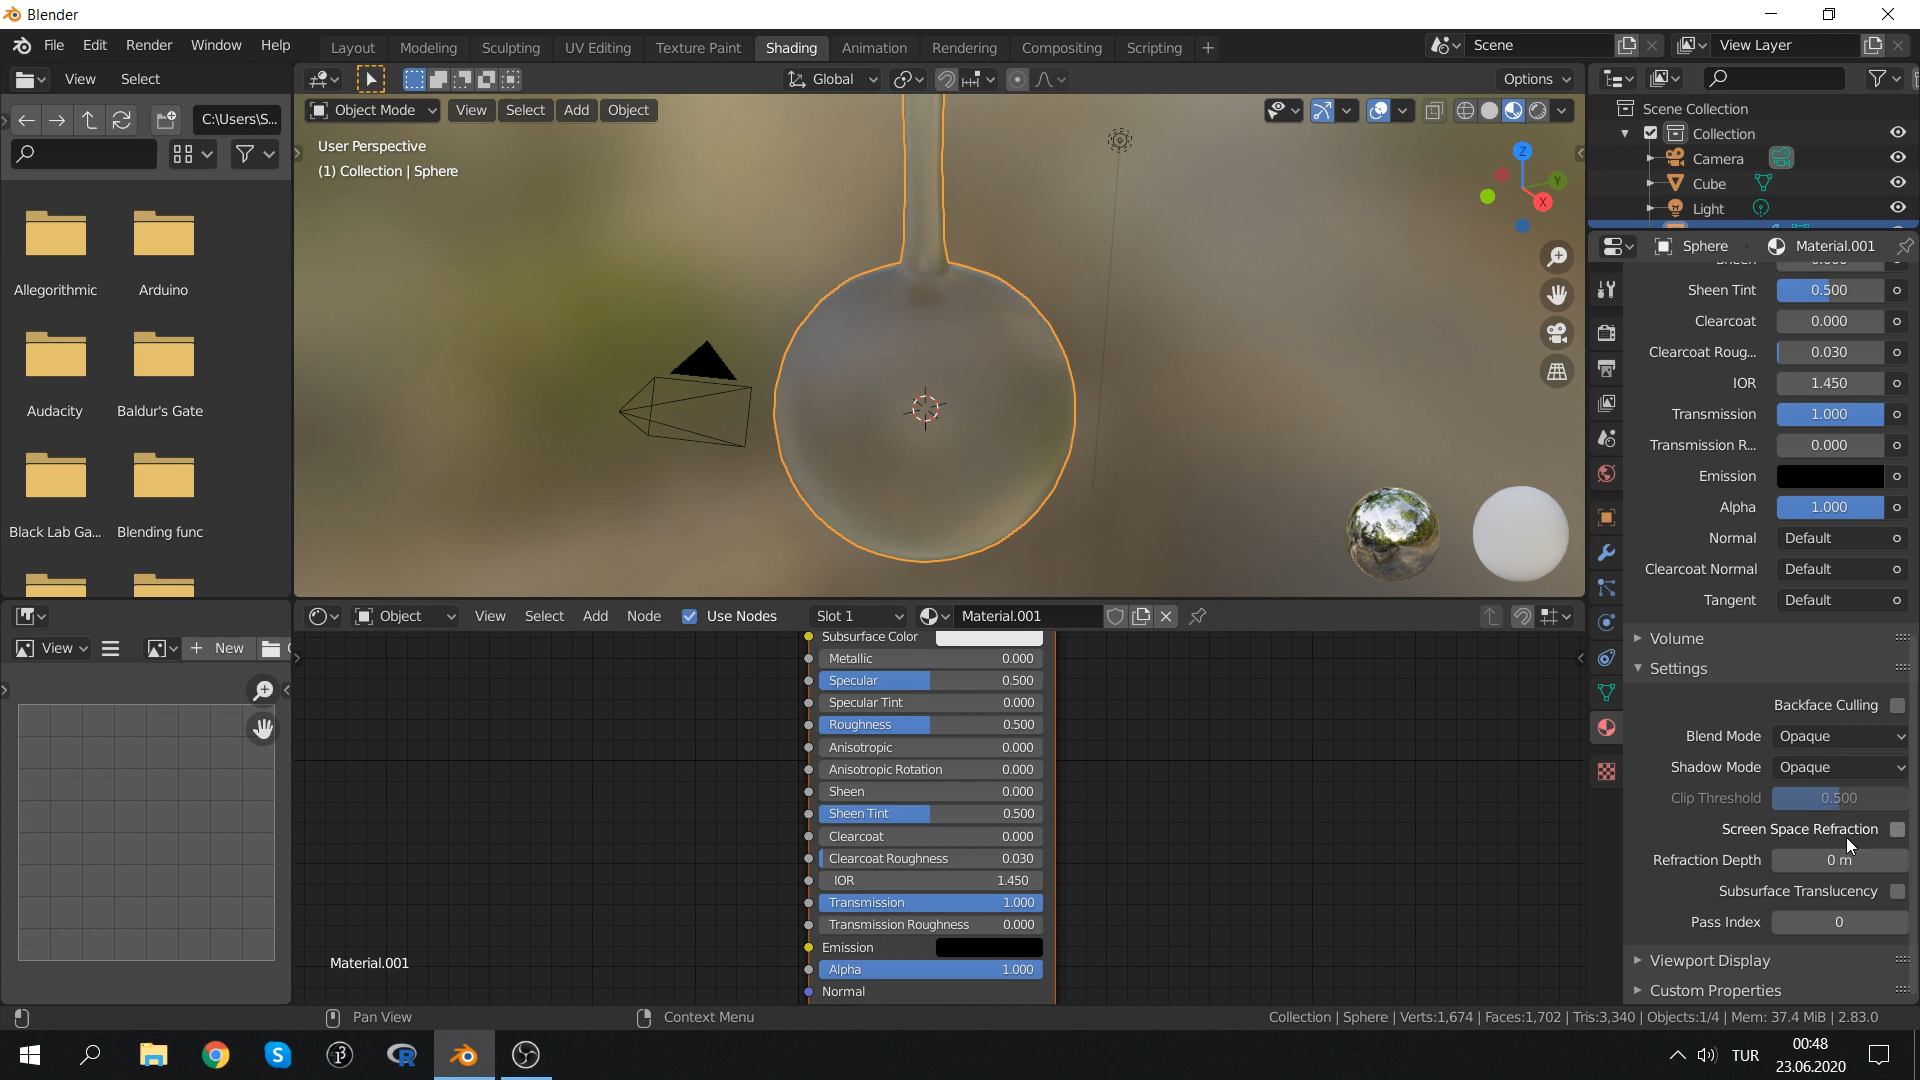 Blender
File Edit Render Window Help
Layout Modeling Sculpting UV Editing Texture Paint Shading Animation Rendering Compositing Scripting +
Scene
View Layer
View Select
Global
Options
C:\Users\S...
Object Mode View Select Add Object
User Perspective
(1) Collection | Sphere
Z
Y
X
Allegorithmic Arduino
Audacity Baldur's Gate
Black Lab Ga... Blending func
Scene Collection
Collection
Camera
Cube
Light
Sphere Material.001
Sheen Tint 0.500
Clearcoat 0.000
Clearcoat Roug... 0.030
IOR 1.450
Transmission 1.000
Transmission R... 0.000
Emission
Alpha 1.000
Normal Default
Clearcoat Normal Default
Tangent Default
Volume
Settings
Backface Culling
Blend Mode Opaque
Shadow Mode Opaque
Clip Threshold 0.500
Screen Space Refraction
Refraction Depth 0 m
Subsurface Translucency
Pass Index 0
Viewport Display
Custom Properties
View + New
Object View Select Add Node Use Nodes Slot 1 Material.001
Subsurface Color
Metallic 0.000
Specular 0.500
Specular Tint 0.000
Roughness 0.500
Anisotropic 0.000
Anisotropic Rotation 0.000
Sheen 0.000
Sheen Tint 0.500
Clearcoat 0.000
Clearcoat Roughness 0.030
IOR 1.450
Transmission 1.000
Transmission Roughness 0.000
Emission
Alpha 1.000
Normal
Material.001
Pan View
Context Menu
Collection | Sphere | Verts:1,674 | Faces:1,702 | Tris:3,340 | Objects:1/4 | Mem: 37.4 MiB | 2.83.0
TUR
00:48
23.06.2020